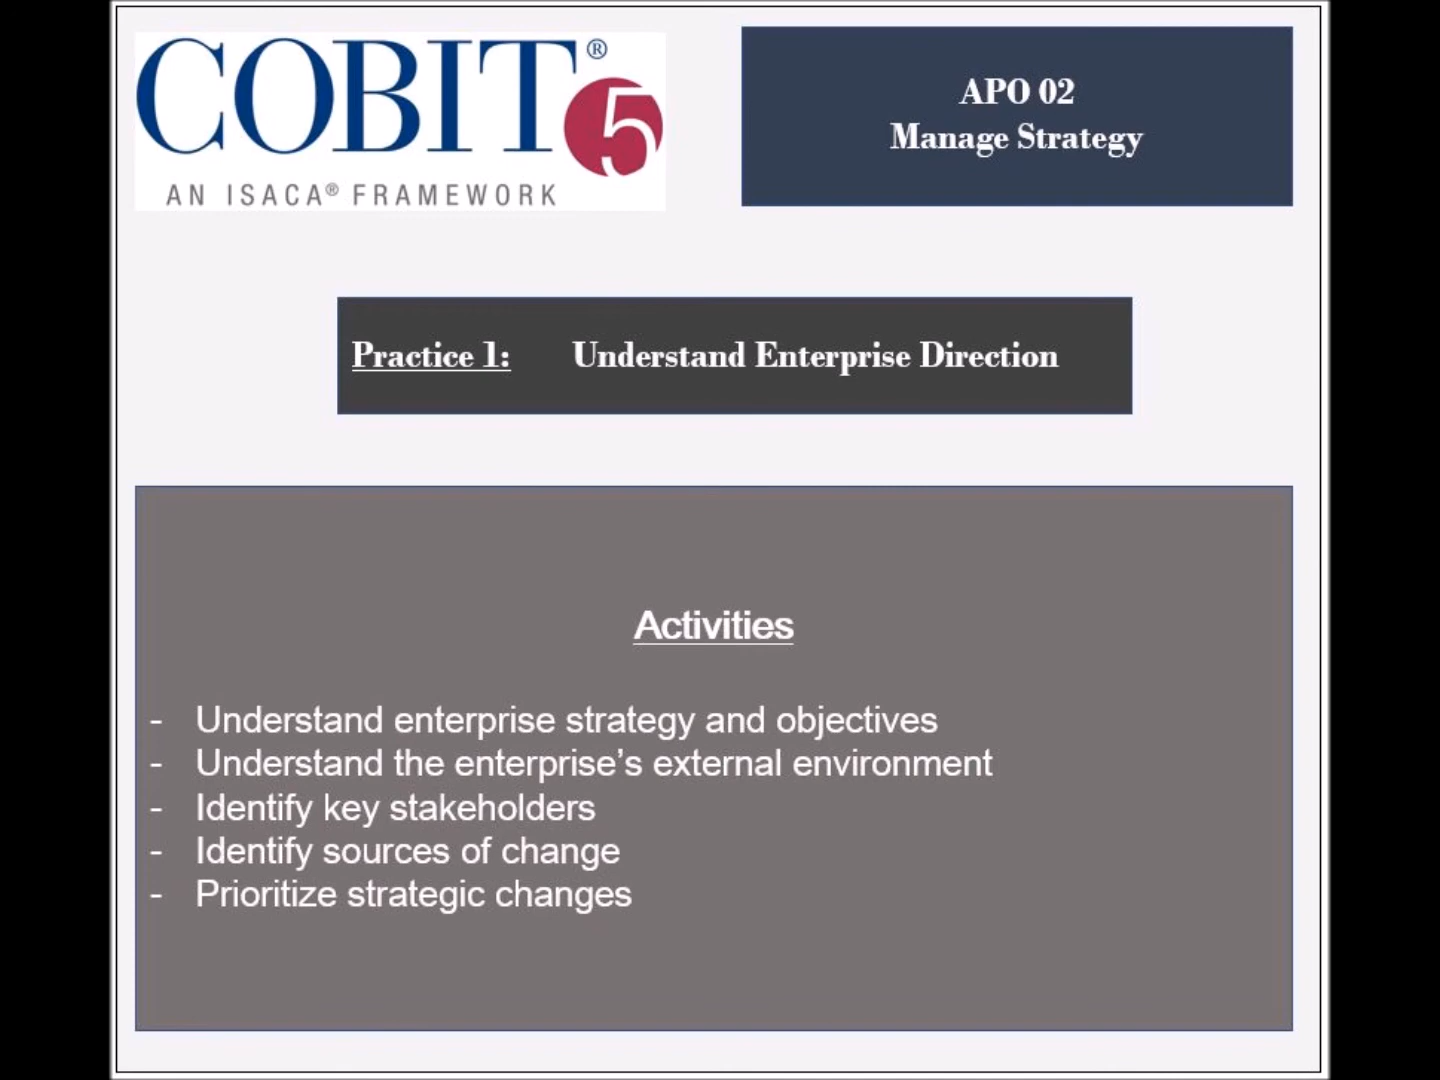 COBIT® 5
AN ISACA® FRAMEWORK
APO 02
Manage Strategy
Practice 1: Understand Enterprise Direction
Activities
- Understand enterprise strategy and objectives
- Understand the enterprise’s external environment
- Identify key stakeholders
- Identify sources of change
- Prioritize strategic changes